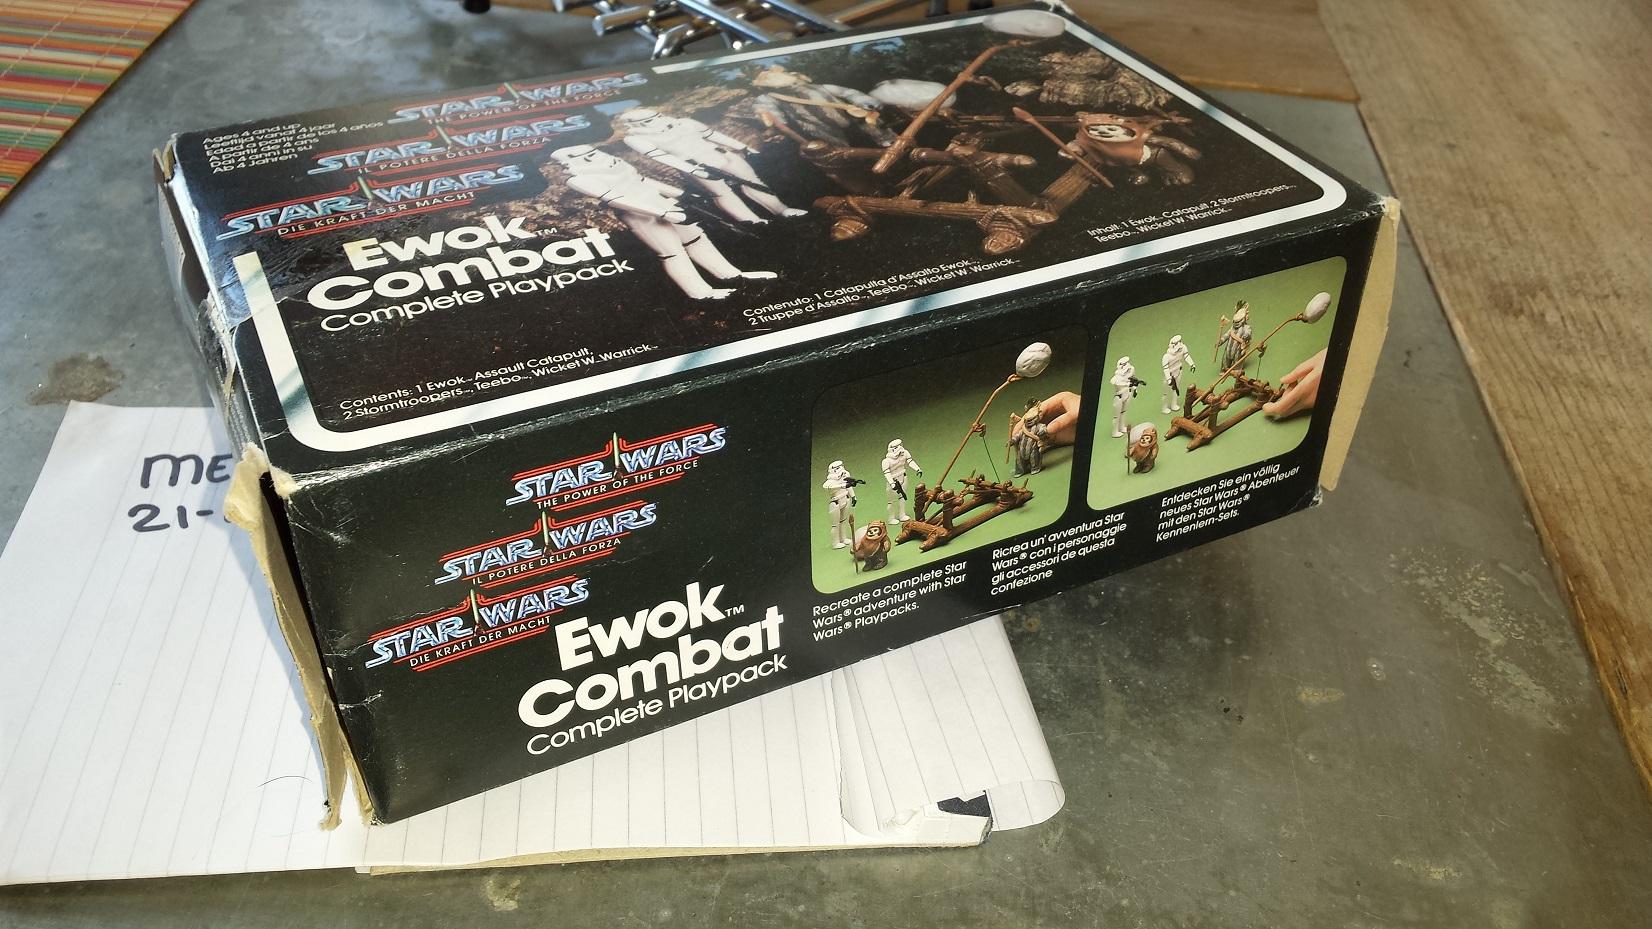 Ages 4 and up
Leeftijd vanaf 4 jaar
Edad a partir de los 4 años
A partir de 4 ans
Dai 4 anni in su
Ab 4 Jahren
STAR WARS
THE POWER OF THE FORCE
STAR WARS
IL POTERE DELLA FORZA
STAR WARS
DIE KRAFT DER MACHT
Ewok™
Combat
Complete Playpack
Contents: 1 Ewok™ Assault Catapult,
2 Stormtroopers™, Teebo™, Wicket W. Warrick™
Contenuto: 1 Catapulta d'Assalto Ewok™,
2 Truppe d'Assalto™, Teebo™, Wicket W. Warrick™
Inhalt: 1 Ewok™ Catapult, 2 Stormtroopers™,
Teebo™, Wicket W. Warrick™
STAR WARS
THE POWER OF THE FORCE
STAR WARS
IL POTERE DELLA FORZA
STAR WARS
DIE KRAFT DER MACHT
Ewok™
Combat
Complete Playpack
Recreate a complete Star
Wars® adventure with Star
Wars® Playpacks.
Ricrea un' avventura Star
Wars® con i personaggie
gli accessori de questa
confezione
Entdecken Sie ein völlig
neues Star Wars® Abenteuer
mit den Star Wars®
Kennenlern-Sets.
ME
21-